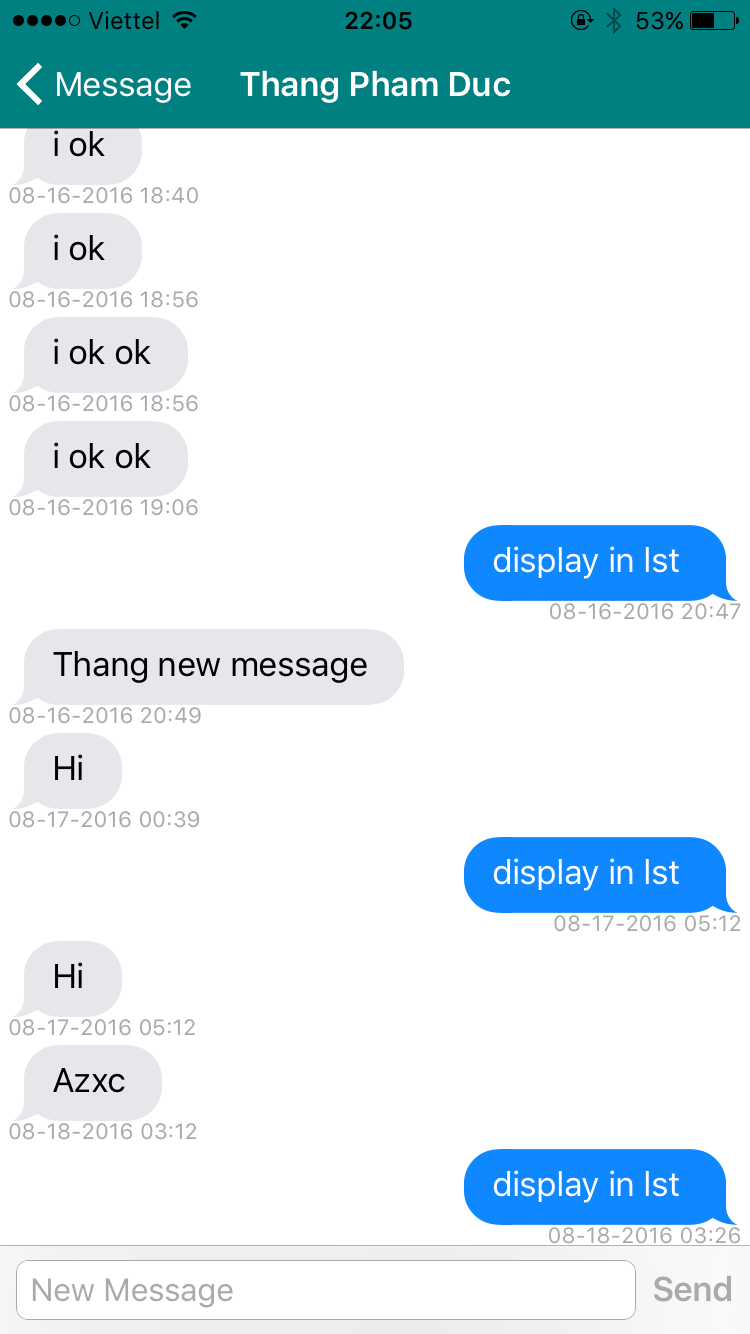 Viettel 22:05 53%
Message Thang Pham Duc
i ok
08-16-2016 18:40
i ok
08-16-2016 18:56
i ok ok
08-16-2016 18:56
i ok ok
08-16-2016 19:06
display in lst
08-16-2016 20:47
Thang new message
08-16-2016 20:49
Hi
08-17-2016 00:39
display in lst
08-17-2016 05:12
Hi
08-17-2016 05:12
Azxc
08-18-2016 03:12
display in lst
08-18-2016 03:26
New Message Send